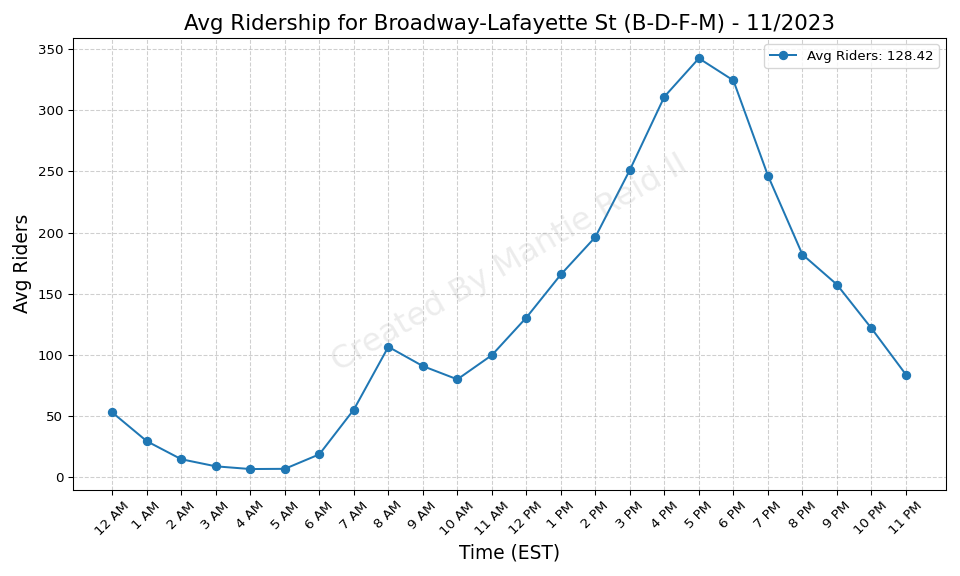 Avg Ridership for Broadway-Lafayette St (B-D-F-M) - 11/2023
Avg Riders: 128.42
350
300
250
200
150
100
50
0
Avg Riders
Created By Mantie Reid II
12 AM
1 AM
2 AM
3 AM
4 AM
5 AM
6 AM
7 AM
8 AM
9 AM
10 AM
11 AM
12 PM
1 PM
2 PM
3 PM
4 PM
5 PM
6 PM
7 PM
8 PM
9 PM
10 PM
11 PM
Time (EST)